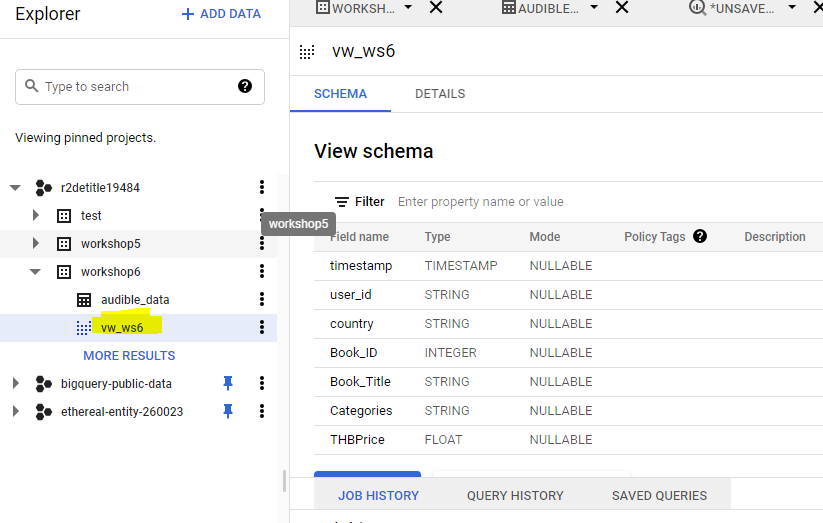 Explorer
+ ADD DATA
Type to search
?
Viewing pinned projects.
r2detitle19484
test
workshop5
workshop5
workshop6
audible_data
vw_ws6
MORE RESULTS
bigquery-public-data
ethereal-entity-260023
WORKSH...
AUDIBLE...
*UNSAVE...
vw_ws6
SCHEMA DETAILS
View schema
Filter Enter property name or value
Field name Type Mode Policy Tags ? Description
timestamp TIMESTAMP NULLABLE
user_id STRING NULLABLE
country STRING NULLABLE
Book_ID INTEGER NULLABLE
Book_Title STRING NULLABLE
Categories STRING NULLABLE
THBPrice FLOAT NULLABLE
JOB HISTORY QUERY HISTORY SAVED QUERIES